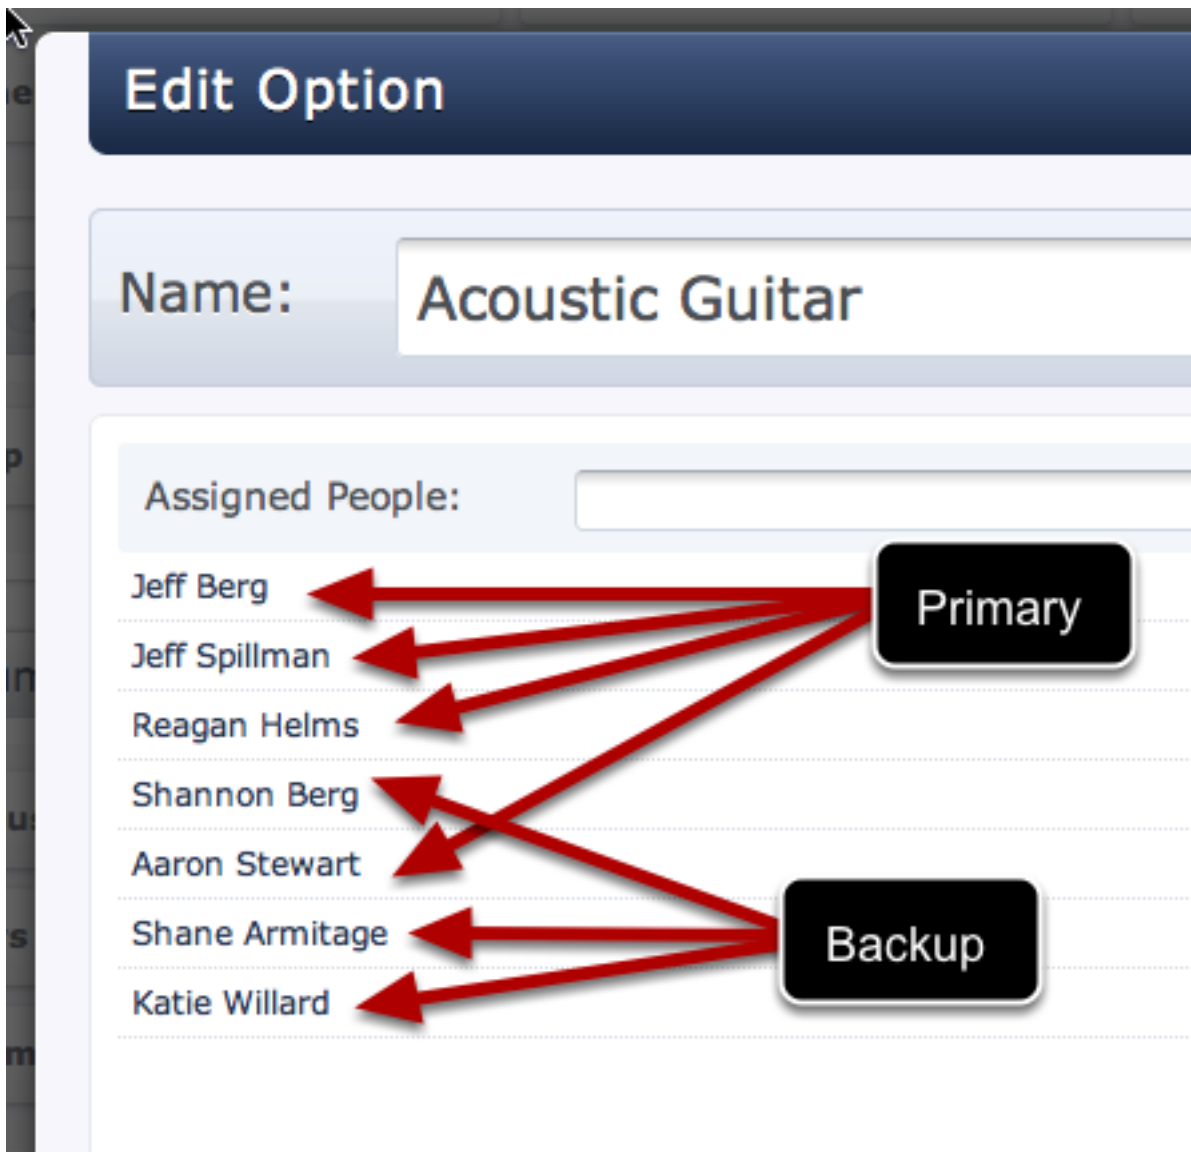 Edit Option
Name:
Acoustic Guitar
Assigned People:
Jeff Berg
Primary
Jeff Spillman
Reagan Helms
Shannon Berg
Aaron Stewart
Shane Armitage
Backup
Katie Willard